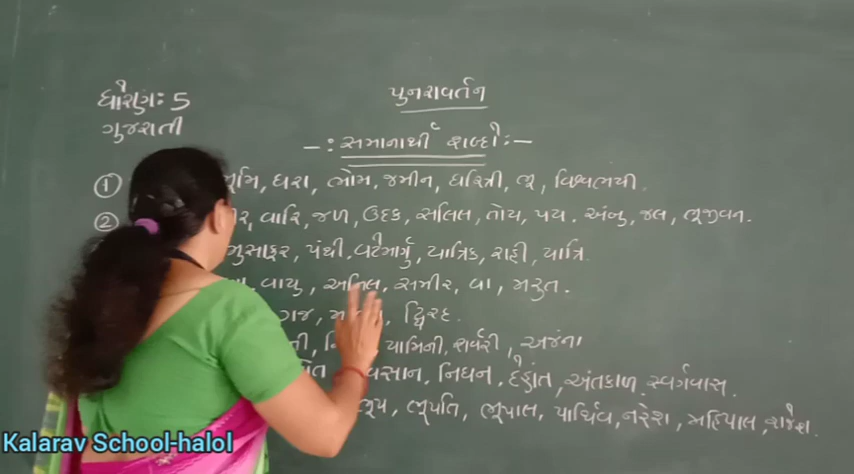 ધોરણ: 5
પુનરાવર્તન
ગુજરાતી
-: સમાનાર્થી શબ્દો :-
① ભૂમિ, ધરા, ભોમ, જમીન, ધરિત્રી, ભૂ, વિશ્વંભરી.
② વારિ, જળ, ઉદક, સલિલ, તોય, પય. અંબુ, જલ, ભૂજીવન.
મુસાફર, પંથી, વટેમાર્ગુ, યાત્રિક, રાહી, યાત્રિ
વાયુ, અનિલ, સમીર, વા, મરુત.
ગજ, દ્વિરદ.
યામિની, શર્વરી,
નિધન, દેહાંત, અંતકાળ, સ્વર્ગવાસ.
ભૂપ, ભૂપતિ, ભૂપાલ, પાર્થિવ, નરેશ, મહિપાલ, રાજેશ.
Kalarav School-halol